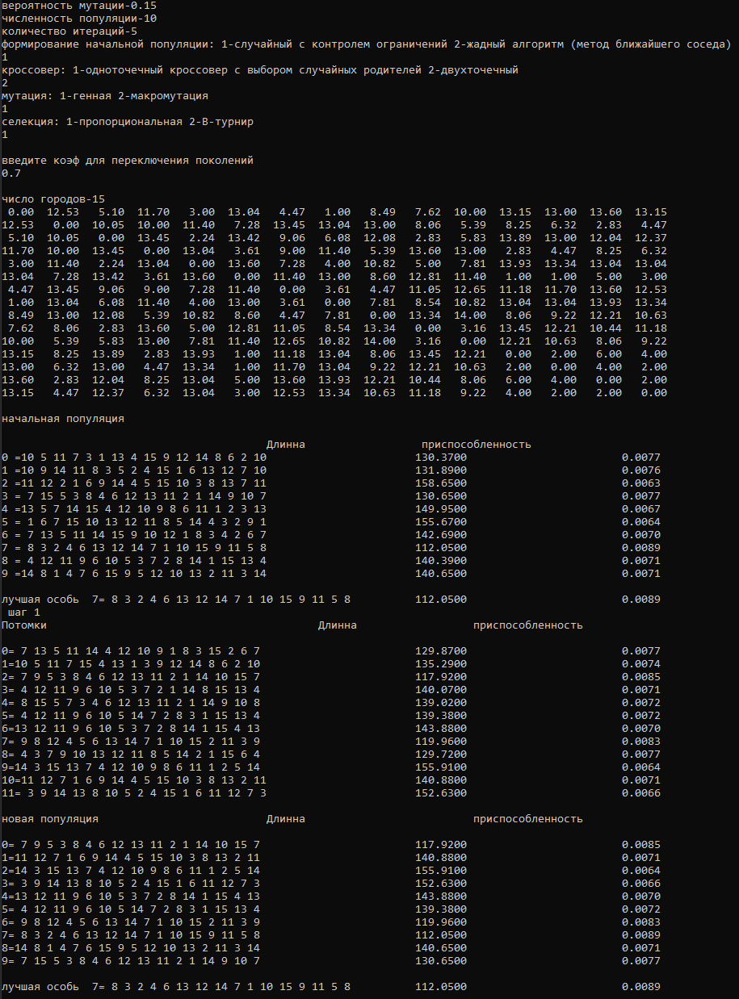 вероятность мутации-0.15
численность популяции-10
количество итераций-5
формирование начальной популяции: 1-случайный с контролем ограничений 2-жадный алгоритм (метод ближайшего соседа)
1
кроссовер: 1-одноточечный кроссовер с выбором случайных родителей 2-двухточечный
2
мутация: 1-генная 2-макромутация
1
селекция: 1-пропорциональная 2-В-турнир
1
введите коэф для переключения поколений
0.7
число городов-15
0.00 12.53 5.10 11.70 3.00 13.04 4.47 1.00 8.49 7.62 10.00 13.15 13.00 13.60 13.15
12.53 0.00 10.05 10.00 11.40 7.28 13.45 13.04 13.00 8.06 5.39 8.25 6.32 2.83 4.47
5.10 10.05 0.00 13.45 2.24 13.42 9.06 6.08 12.08 2.83 5.83 13.89 13.00 12.04 12.37
11.70 10.00 13.45 0.00 13.04 3.61 9.00 11.40 5.39 13.60 13.00 2.83 4.47 8.25 6.32
3.00 11.40 2.24 13.04 0.00 13.60 7.28 4.00 10.82 5.00 7.81 13.93 13.34 13.04 13.04
13.04 7.28 13.42 3.61 13.60 0.00 11.40 13.00 8.60 12.81 11.40 1.00 1.00 5.00 3.00
4.47 13.45 9.06 9.00 7.28 11.40 0.00 3.61 4.47 11.05 12.65 11.18 11.70 13.60 12.53
1.00 13.04 6.08 11.40 4.00 13.00 3.61 0.00 7.81 8.54 10.82 13.04 13.04 13.93 13.34
8.49 13.00 12.08 5.39 10.82 8.60 4.47 7.81 0.00 13.34 14.00 8.06 9.22 12.21 10.63
7.62 8.06 2.83 13.60 5.00 12.81 11.05 8.54 13.34 0.00 3.16 13.45 12.21 10.44 11.18
10.00 5.39 5.83 13.00 7.81 11.40 12.65 10.82 14.00 3.16 0.00 12.21 10.63 8.06 9.22
13.15 8.25 13.89 2.83 13.93 1.00 11.18 13.04 8.06 13.45 12.21 0.00 2.00 6.00 4.00
13.00 6.32 13.00 4.47 13.34 1.00 11.70 13.04 9.22 12.21 10.63 2.00 0.00 4.00 2.00
13.60 2.83 12.04 8.25 13.04 5.00 13.60 13.93 12.21 10.44 8.06 6.00 4.00 0.00 2.00
13.15 4.47 12.37 6.32 13.04 3.00 12.53 13.34 10.63 11.18 9.22 4.00 2.00 2.00 0.00
начальная популяция
Длинна приспособленность
0 =10 5 11 7 3 1 13 4 15 9 12 14 8 6 2 10 130.3700 0.0077
1 =10 9 14 11 8 3 5 2 4 15 1 6 13 12 7 10 131.8900 0.0076
2 =11 12 2 1 6 9 14 4 5 15 10 3 8 13 7 11 158.6500 0.0063
3 = 7 15 5 3 8 4 6 12 13 11 2 1 14 9 10 7 130.6500 0.0077
4 =13 5 7 14 15 4 12 10 9 8 6 11 1 2 3 13 149.9500 0.0067
5 = 1 6 7 15 10 13 12 11 8 5 14 4 3 2 9 1 155.6700 0.0064
6 = 7 13 5 11 14 15 9 10 12 1 8 3 4 2 6 7 142.6900 0.0070
7 = 8 3 2 4 6 13 12 14 7 1 10 15 9 11 5 8 112.0500 0.0089
8 = 4 12 11 9 6 10 5 3 7 2 8 14 1 15 13 4 140.3900 0.0071
9 =14 8 1 4 7 6 15 9 5 12 10 13 2 11 3 14 140.6500 0.0071
лучшая особь 7= 8 3 2 4 6 13 12 14 7 1 10 15 9 11 5 8 112.0500 0.0089
шаг 1
Потомки Длинна приспособленность
0= 7 13 5 11 14 4 12 10 9 1 8 3 15 2 6 7 129.8700 0.0077
1=10 5 11 7 15 4 13 1 3 9 12 14 8 6 2 10 135.2900 0.0074
2= 7 9 5 3 8 4 6 12 13 11 2 1 14 10 15 7 117.9200 0.0085
3= 4 12 11 9 6 10 5 3 7 2 1 14 8 15 13 4 140.0700 0.0071
4= 8 15 5 7 3 4 6 12 13 11 2 1 14 9 10 8 139.0200 0.0072
5= 4 12 11 9 6 10 5 14 7 2 8 3 1 15 13 4 139.3800 0.0072
6=13 12 11 9 6 10 5 3 7 2 8 14 1 15 4 13 143.8800 0.0070
7= 9 8 12 4 5 6 13 14 7 1 10 15 2 11 3 9 119.9600 0.0083
8= 4 3 7 9 10 13 12 11 8 5 14 2 1 15 6 4 129.7200 0.0077
9=14 3 15 13 7 4 12 10 9 8 6 11 1 2 5 14 155.9100 0.0064
10=11 12 7 1 6 9 14 4 5 15 10 3 8 13 2 11 140.8800 0.0071
11= 3 9 14 13 8 10 5 2 4 15 1 6 11 12 7 3 152.6300 0.0066
новая популяция Длинна приспособленность
0= 7 9 5 3 8 4 6 12 13 11 2 1 14 10 15 7 117.9200 0.0085
1=11 12 7 1 6 9 14 4 5 15 10 3 8 13 2 11 140.8800 0.0071
2=14 3 15 13 7 4 12 10 9 8 6 11 1 2 5 14 155.9100 0.0064
3= 3 9 14 13 8 10 5 2 4 15 1 6 11 12 7 3 152.6300 0.0066
4=13 12 11 9 6 10 5 3 7 2 8 14 1 15 4 13 143.8800 0.0070
5= 4 12 11 9 6 10 5 14 7 2 8 3 1 15 13 4 139.3800 0.0072
6= 9 8 12 4 5 6 13 14 7 1 10 15 2 11 3 9 119.9600 0.0083
7= 8 3 2 4 6 13 12 14 7 1 10 15 9 11 5 8 112.0500 0.0089
8=14 8 1 4 7 6 15 9 5 12 10 13 2 11 3 14 140.6500 0.0071
9= 7 15 5 3 8 4 6 12 13 11 2 1 14 9 10 7 130.6500 0.0077
лучшая особь 7= 8 3 2 4 6 13 12 14 7 1 10 15 9 11 5 8 112.0500 0.0089